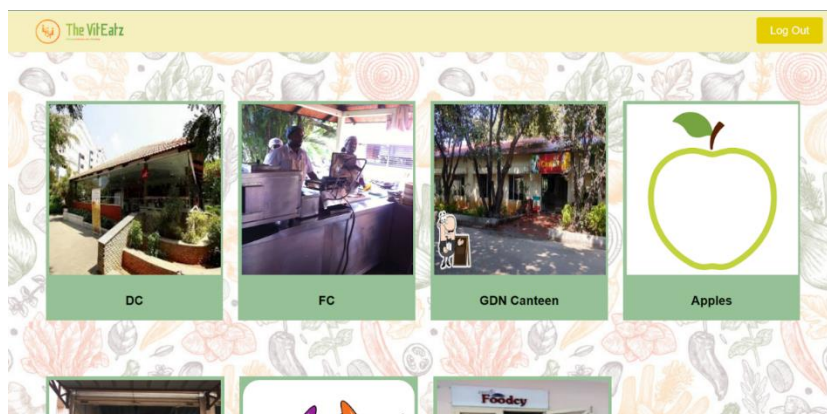 The VitEatz
Log Out
DC
FC
GDN Canteen
Apples
Foodcy